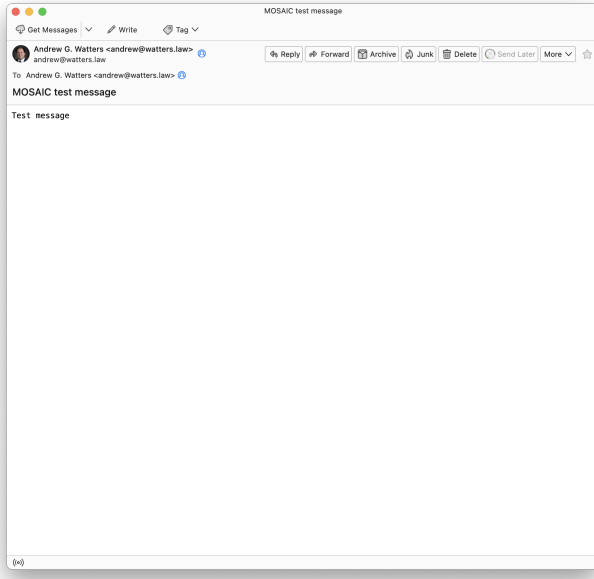 MOSAIC test message
Get Messages Write Tag
Andrew G. Watters <andrew@watters.law>
andrew@watters.law
Reply Forward Archive Junk Delete Send Later More
To Andrew G. Watters <andrew@watters.law>
MOSAIC test message
Test message